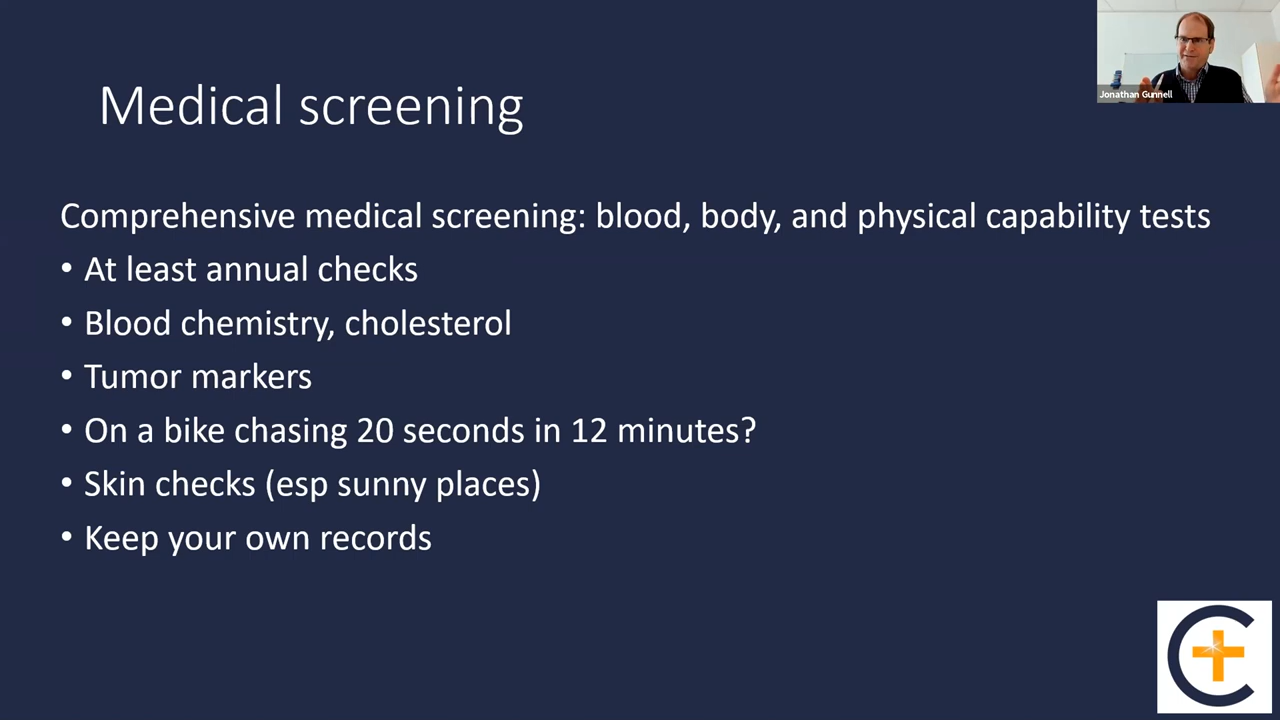 Jonathan Gunnell
Medical screening
Comprehensive medical screening: blood, body, and physical capability tests
• At least annual checks
• Blood chemistry, cholesterol
• Tumor markers
• On a bike chasing 20 seconds in 12 minutes?
• Skin checks (esp sunny places)
• Keep your own records